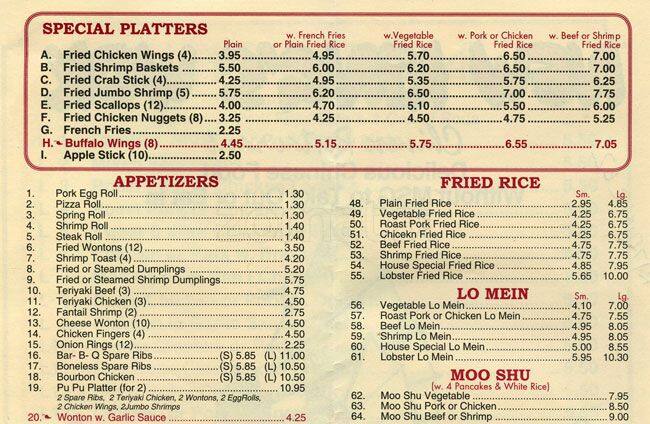 SPECIAL PLATTERS
Plain w. French Fries or Plain Fried Rice w.Vegetable Fried Rice w. Pork or Chicken Fried Rice w. Beef or Shrimp Fried Rice
A. Fried Chicken Wings (4) 3.95 4.95 5.70 6.50 7.00
B. Fried Shrimp Baskets 5.50 6.00 6.20 6.50 7.00
C. Fried Crab Stick (4) 4.25 4.95 5.35 5.75 6.25
D. Fried Jumbo Shrimp (5) 5.75 6.20 6.50 7.00 7.75
E. Fried Scallops (12) 4.00 4.70 5.10 5.50 6.00
F. Fried Chicken Nuggets (8) 3.25 4.25 4.50 4.75 5.25
G. French Fries 2.25
H. Buffalo Wings (8) 4.45 5.15 5.75 6.55 7.05
I. Apple Stick (10) 2.50
APPETIZERS
1. Pork Egg Roll 1.30
2. Pizza Roll 1.30
3. Spring Roll 1.30
4. Shrimp Roll 1.40
5. Steak Roll 1.40
6. Fried Wontons (12) 3.50
7. Shrimp Toast (4) 4.20
8. Fried or Steamed Dumplings 5.20
9. Fried or Steamed Shrimp Dumplings 5.75
10. Teriyaki Beef (3) 4.75
11. Teriyaki Chicken (3) 4.50
12. Fantail Shrimp (2) 2.75
13. Cheese Wonton (10) 4.50
14. Chicken Fingers (4) 4.50
15. Onion Rings (12) 2.25
16. Bar- B- Q Spare Ribs (S) 5.85 (L) 11.00
17. Boneless Spare Ribs (S) 5.85 (L) 10.50
18. Bourbon Chicken (S) 5.85 (L) 10.50
19. Pu Pu Platter (for 2) 10.95
2 Spare Ribs, 2 Teriyaki Chicken, 2 Wontons, 2 EggRolls,
2 Chicken Wings, 2Jumbo Shrimps
20. Wonton w. Garlic Sauce 4.25
FRIED RICE
Sm. Lg.
48. Plain Fried Rice 2.95 4.85
49. Vegetable Fried Rice 4.25 6.75
50. Roast Pork Fried Rice 4.25 6.75
51. Chicekn Fried Rice 4.25 6.75
52. Beef Fried Rice 4.75 7.75
53. Shrimp Fried Rice 4.75 7.75
54. House Special Fried Rice 4.85 7.95
55. Lobster Fried Rice 5.65 10.00
LO MEIN
Sm. Lg.
56. Vegetable Lo Mein 4.10 7.00
57. Roast Pork or Chicken Lo Mein 4.75 7.55
58. Beef Lo Mein 4.95 8.05
59. Shrimp Lo Mein 4.95 8.05
60. House Special Lo Mein 5.00 8.55
61. Lobster Lo Mein 5.95 10.30
MOO SHU
(w. 4 Pancakes & White Rice)
62. Moo Shu Vegetable 7.95
63. Moo Shu Pork or Chicken 8.50
64. Moo Shu Beef or Shrimp 9.00